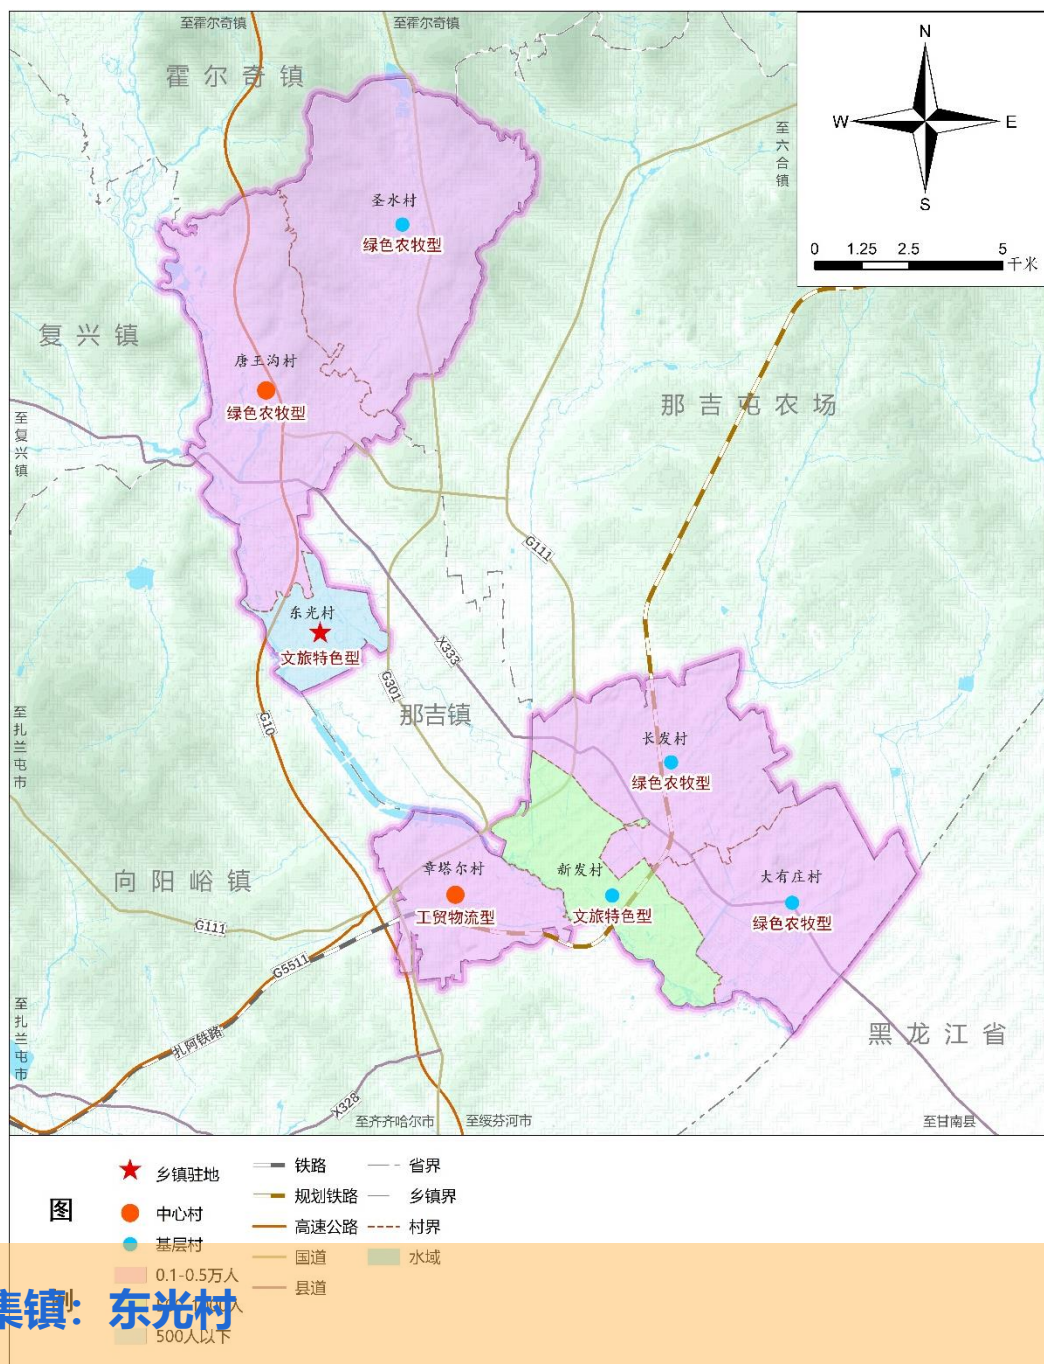 至霍尔奇镇
至霍尔奇镇
霍尔奇镇
N
W
E
S
0 1.25 2.5 5
千米
至六合镇
圣水村
绿色农牧型
复兴镇
唐王沟村
绿色农牧型
那吉屯农场
至复兴镇
G111
东光村
文旅特色型
X333
G301
G10
那吉镇
至扎兰屯市
长发村
绿色农牧型
向阳峪镇
章塔尔村
工贸物流型
新发村
文旅特色型
大有庄村
绿色农牧型
G111
G5511
扎阿铁路
至扎兰屯市
黑龙江省
X328
至齐齐哈尔市
至绥芬河市
至甘南县
图例
乡镇驻地
中心村
基层村
0.1-0.5万人
500人以下
铁路
规划铁路
高速公路
国道
县道
省界
乡镇界
村界
水域
集镇：东光村